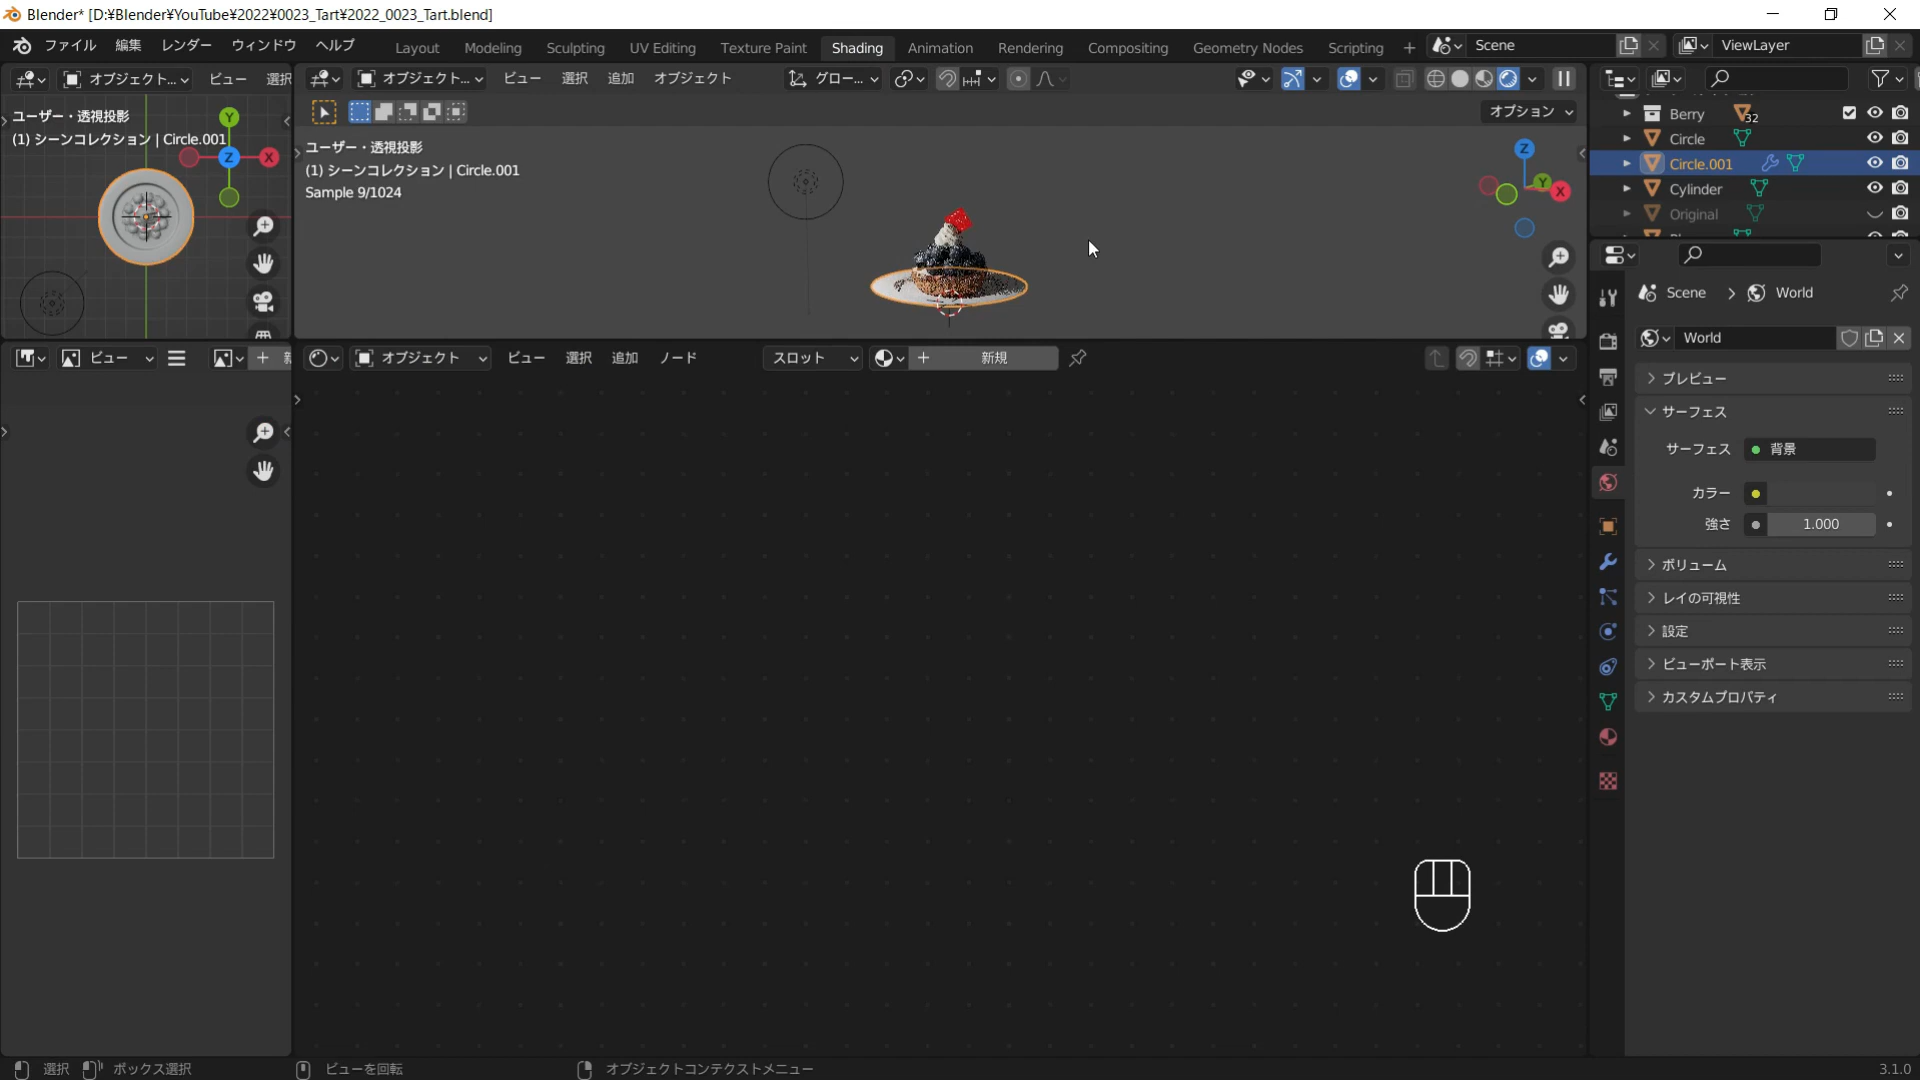 Blender* [D:¥Blender¥YouTube¥2022¥0023_Tart¥2022_0023_Tart.blend]
ファイル 編集 レンダー ウィンドウ ヘルプ Layout Modeling Sculpting UV Editing Texture Paint Shading Animation Rendering Compositing Geometry Nodes Scripting Scene ViewLayer
オブジェクト... ビュー 選択
オブジェクト... ビュー 選択 追加 オブジェクト グロー...
オプション
ユーザー・透視投影
(1) シーンコレクション | Circle.001
Y
X
Z
ユーザー・透視投影
(1) シーンコレクション | Circle.001
Sample 9/1024
Z
Y
X
Berry 32
Circle
Circle.001
Cylinder
Original
Scene World
World
プレビュー
サーフェス
サーフェス 背景
カラー
強さ 1.000
ボリューム
レイの可視性
設定
ビューポート表示
カスタムプロパティ
ビュー
オブジェクト ビュー 選択 追加 ノード スロット 新規
選択 ボックス選択 ビューを回転 オブジェクトコンテクストメニュー 3.1.0